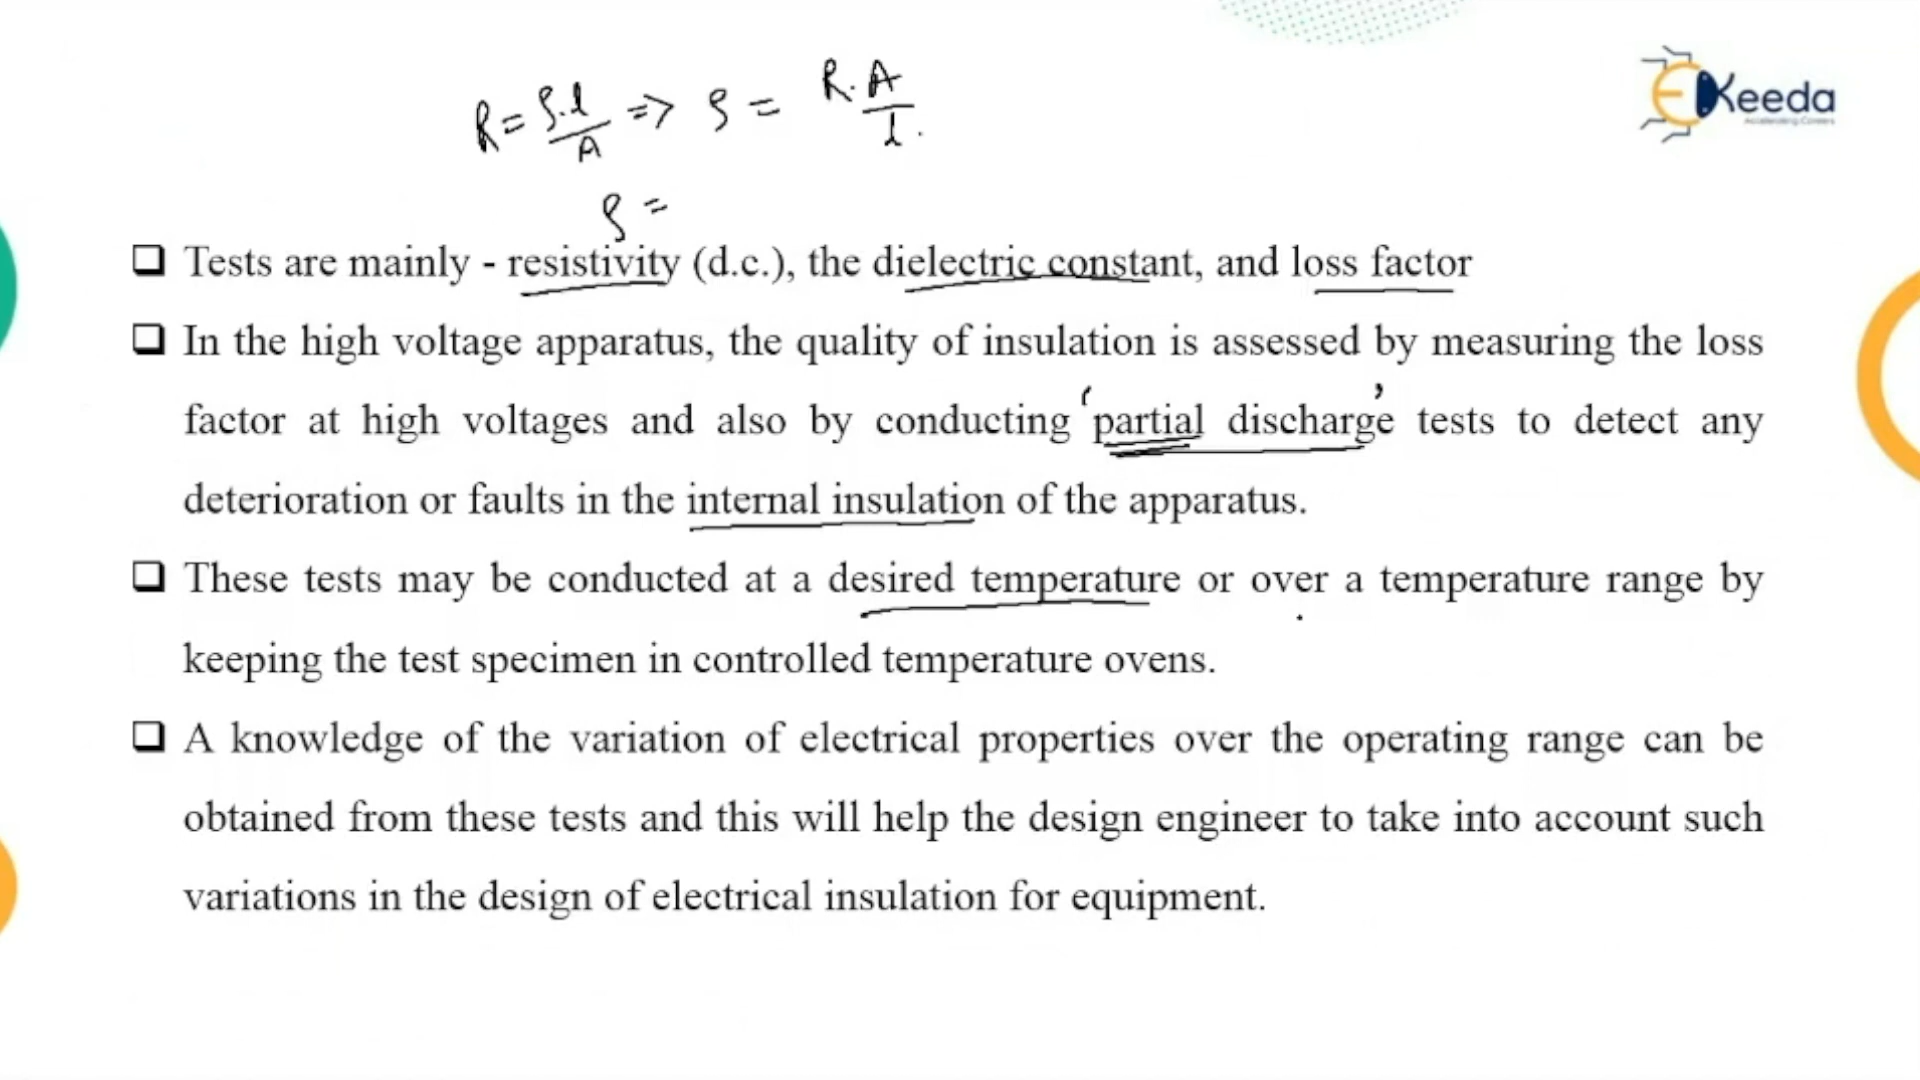 R = ρ.l/A => ρ = R.A/l.
EKeeda
Accelerating Careers
ρ =
❑ Tests are mainly - resistivity (d.c.), the dielectric constant, and loss factor
❑ In the high voltage apparatus, the quality of insulation is assessed by measuring the loss
factor at high voltages and also by conducting ‘partial discharge’ tests to detect any
deterioration or faults in the internal insulation of the apparatus.
❑ These tests may be conducted at a desired temperature or over a temperature range by
keeping the test specimen in controlled temperature ovens.
❑ A knowledge of the variation of electrical properties over the operating range can be
obtained from these tests and this will help the design engineer to take into account such
variations in the design of electrical insulation for equipment.